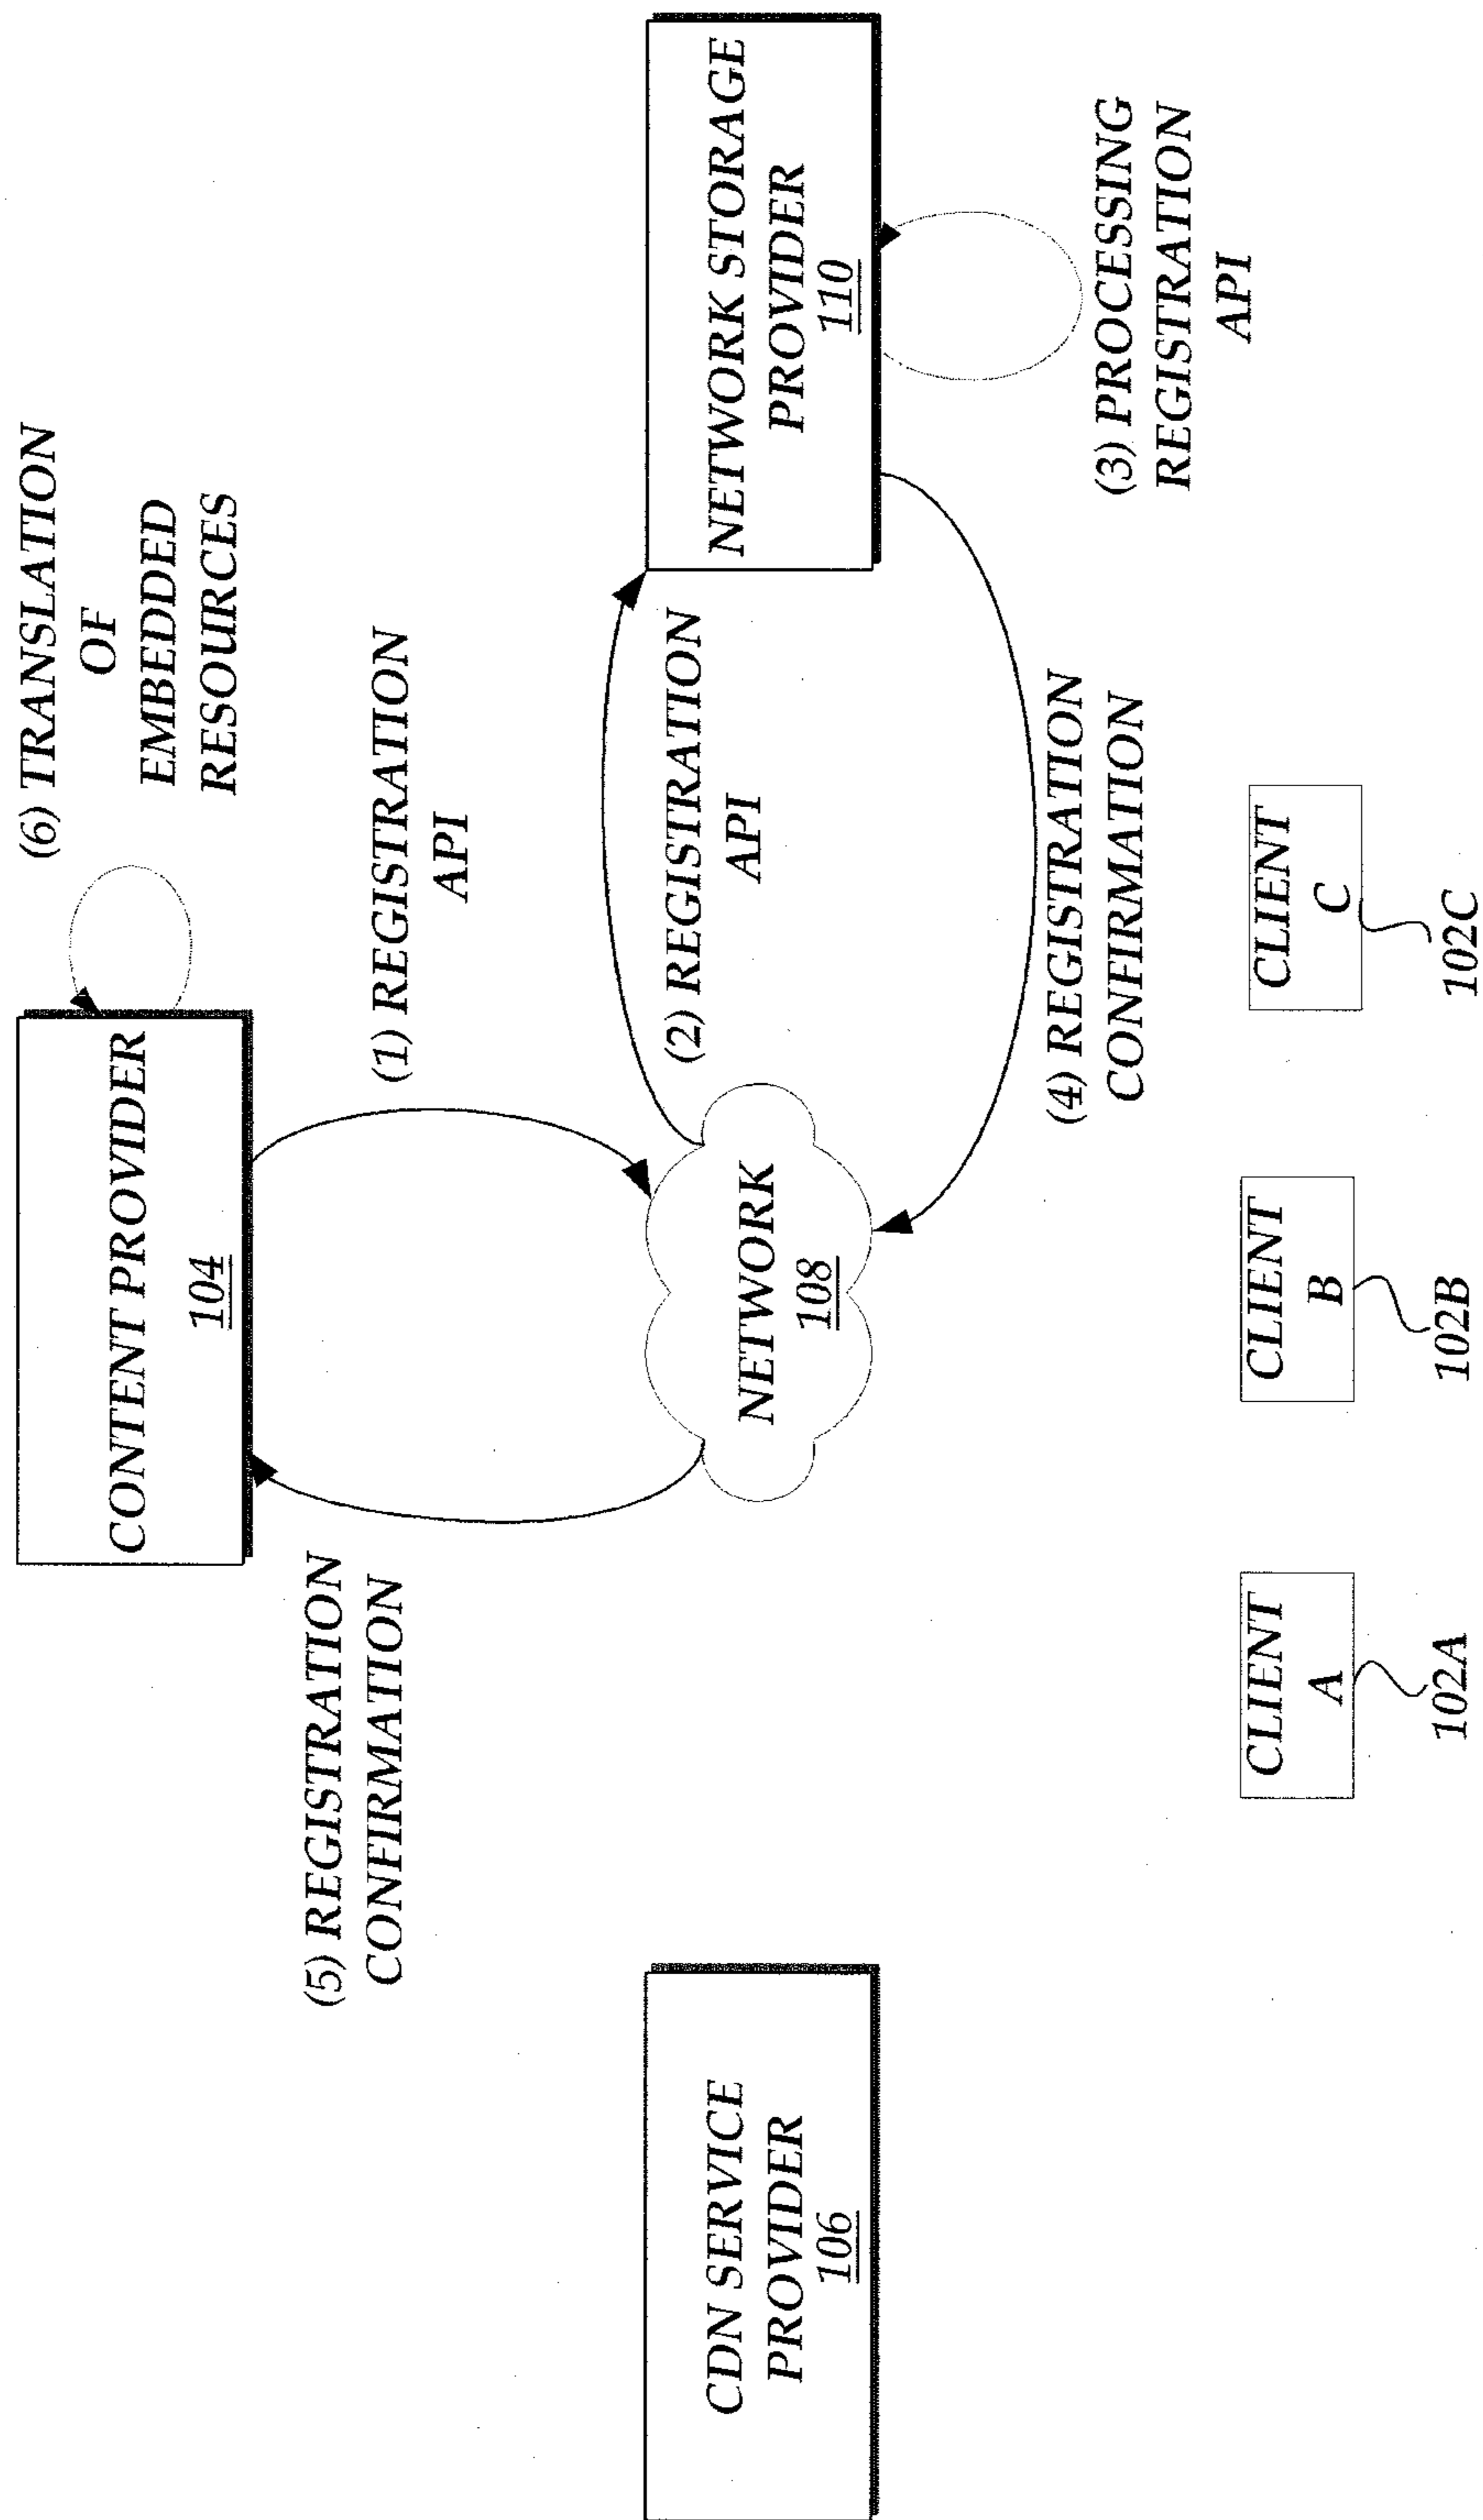 (6) TRANSLATION
OF
EMBEDDED
RESOURCES
CONTENT PROVIDER
104
(1) REGISTRATION
API
(5) REGISTRATION
CONFIRMATION
CDN SERVICE
PROVIDER
106
NETWORK
108
(2) REGISTRATION
API
NETWORK STORAGE
PROVIDER
110
(3) PROCESSING
REGISTRATION
API
(4) REGISTRATION
CONFIRMATION
CLIENT
A
102A
CLIENT
B
102B
CLIENT
C
102C